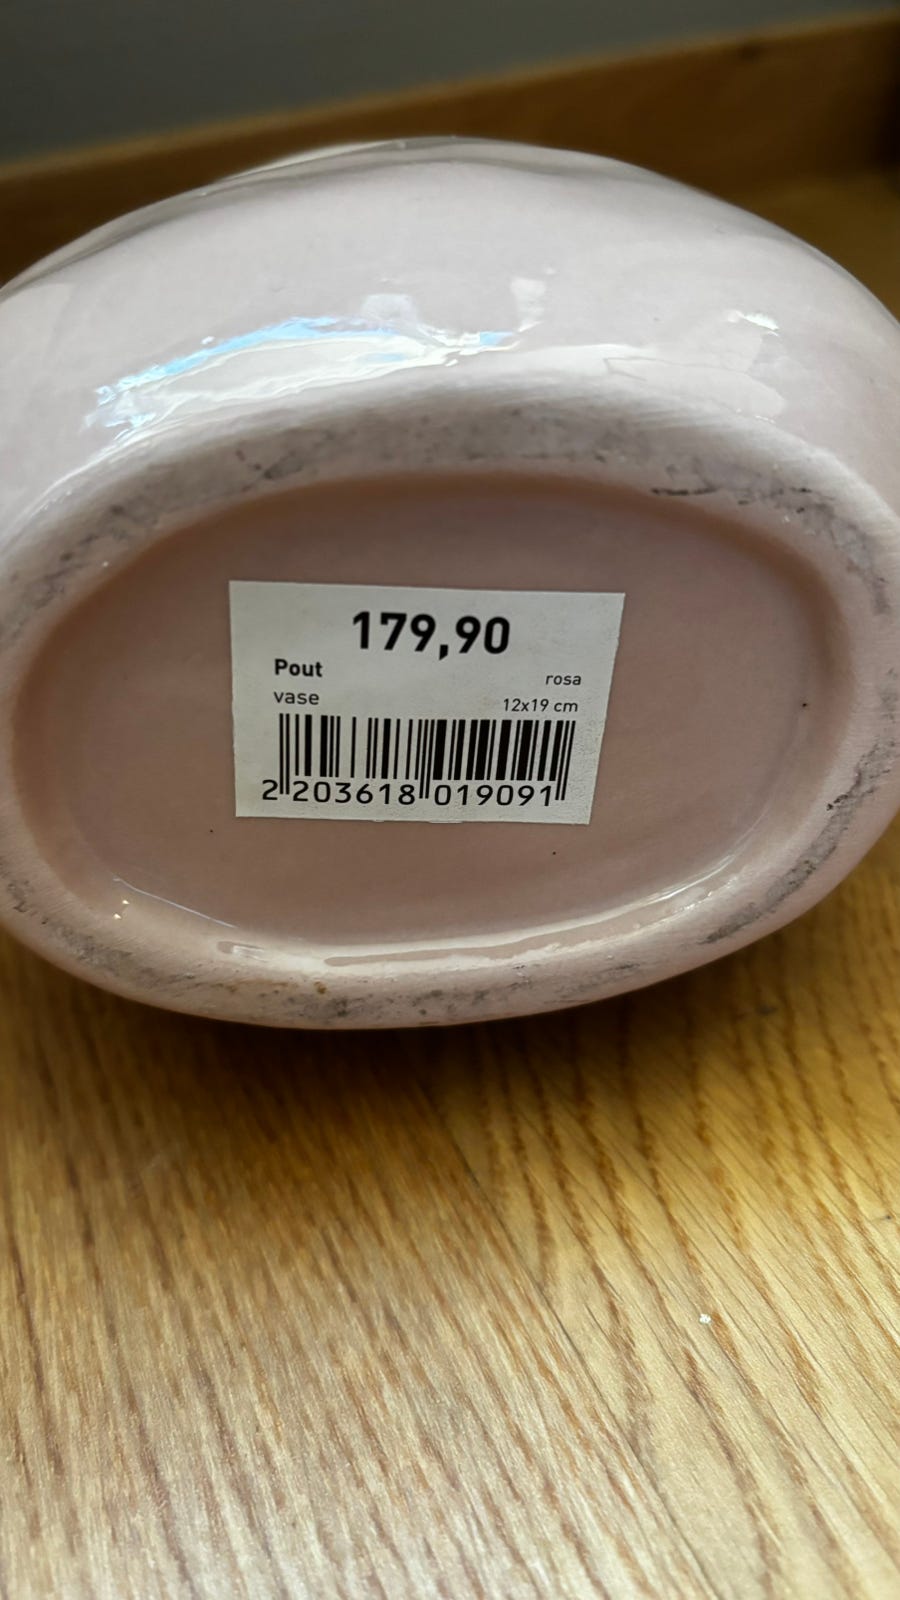 179,90
Pout
rosa
vase
12x19 cm
2 203618 019091